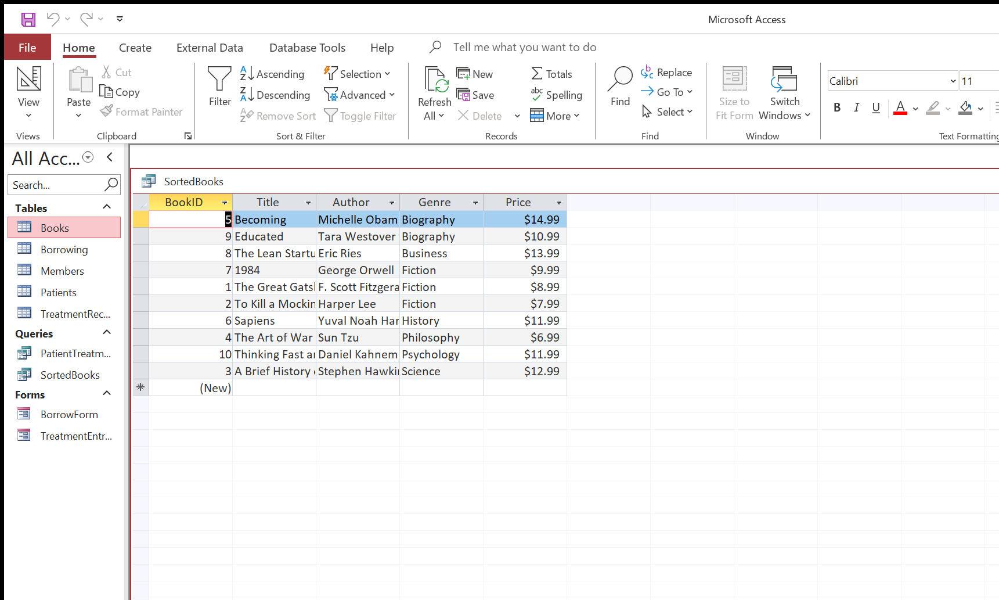 Microsoft Access
File Home Create External Data Database Tools Help Tell me what you want to do
View
Views
Paste
Cut
Copy
Format Painter
Clipboard
Filter
Ascending
Descending
Remove Sort
Selection
Advanced
Toggle Filter
Sort & Filter
Refresh
All
New
Save
Delete
Totals
Spelling
More
Records
Find
Replace
Go To
Select
Find
Size to
Fit Form
Switch
Windows
Window
Calibri 11
B I U A
Text Formatting
All Acc...
Search...
Tables
Books
Borrowing
Members
Patients
TreatmentRec...
Queries
PatientTreatm...
SortedBooks
Forms
BorrowForm
TreatmentEntr...
SortedBooks
BookID Title Author Genre Price
5 Becoming Michelle Obam Biography $14.99
9 Educated Tara Westover Biography $10.99
8 The Lean Startu Eric Ries Business $13.99
7 1984 George Orwell Fiction $9.99
1 The Great Gats F. Scott Fitzgera Fiction $8.99
2 To Kill a Mockin Harper Lee Fiction $7.99
6 Sapiens Yuval Noah Har History $11.99
4 The Art of War Sun Tzu Philosophy $6.99
10 Thinking Fast a Daniel Kahnem Psychology $11.99
3 A Brief History Stephen Hawki Science $12.99
(New)